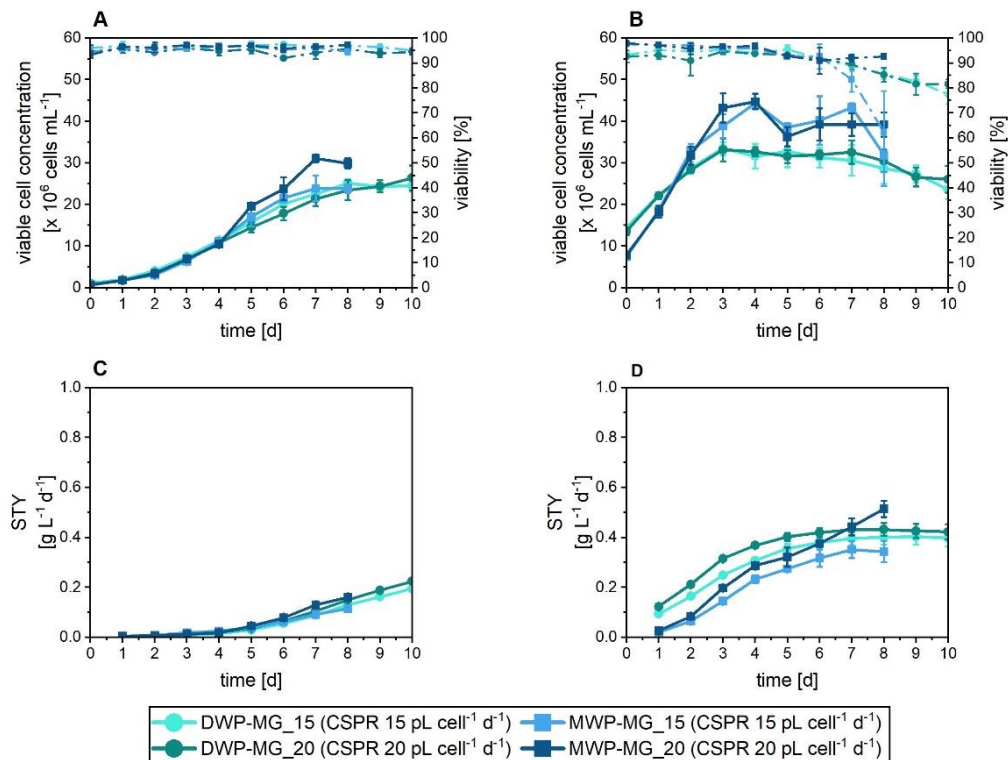 A
B
viable cell concentration
[x 10⁶ cells mL⁻¹]
60
50
40
30
20
10
0
100
90
80
70
60
50
40
30
20
10
0
viability [%]
0 1 2 3 4 5 6 7 8 9 10
time [d]
viable cell concentration
[x 10⁶ cells mL⁻¹]
60
50
40
30
20
10
0
100
90
80
70
60
50
40
30
20
10
0
viability [%]
0 1 2 3 4 5 6 7 8 9 10
time [d]
C
D
STY
[g L⁻¹ d⁻¹]
1.0
0.8
0.6
0.4
0.2
0.0
0 1 2 3 4 5 6 7 8 9 10
time [d]
STY
[g L⁻¹ d⁻¹]
1.0
0.8
0.6
0.4
0.2
0.0
0 1 2 3 4 5 6 7 8 9 10
time [d]
DWP-MG_15 (CSPR 15 pL cell⁻¹ d⁻¹) MWP-MG_15 (CSPR 15 pL cell⁻¹ d⁻¹)
DWP-MG_20 (CSPR 20 pL cell⁻¹ d⁻¹) MWP-MG_20 (CSPR 20 pL cell⁻¹ d⁻¹)